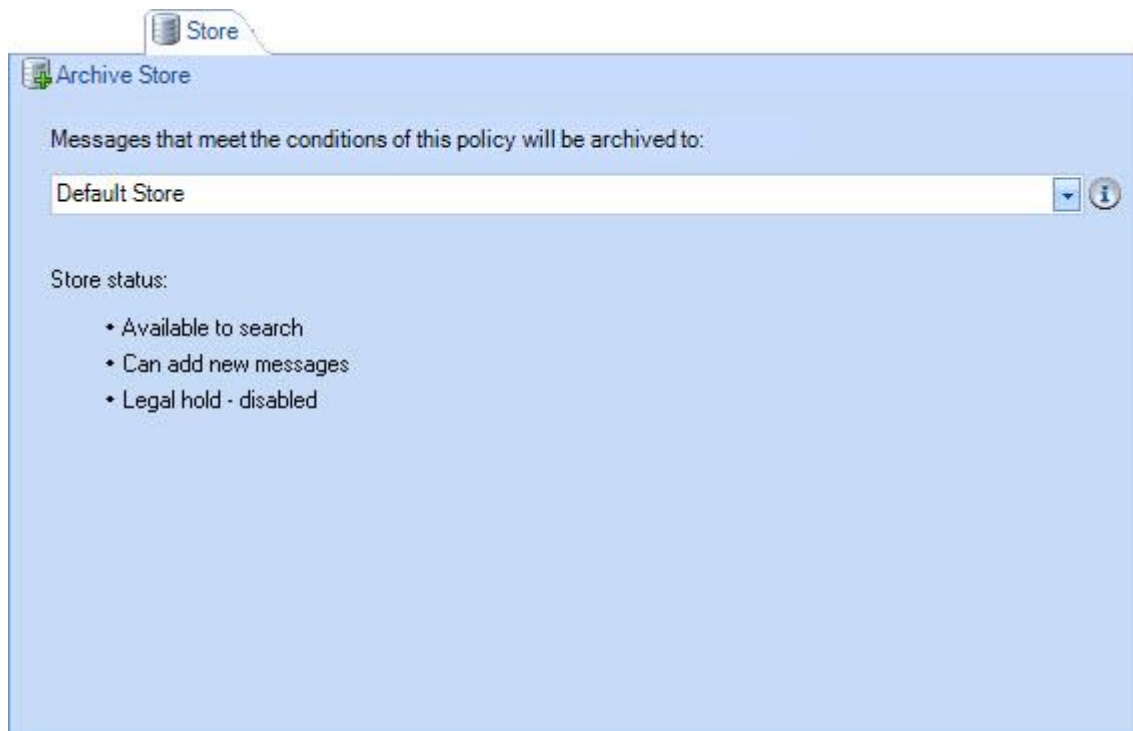 Store
Archive Store
Messages that meet the conditions of this policy will be archived to:
Default Store
Store status:
• Available to search
• Can add new messages
• Legal hold - disabled